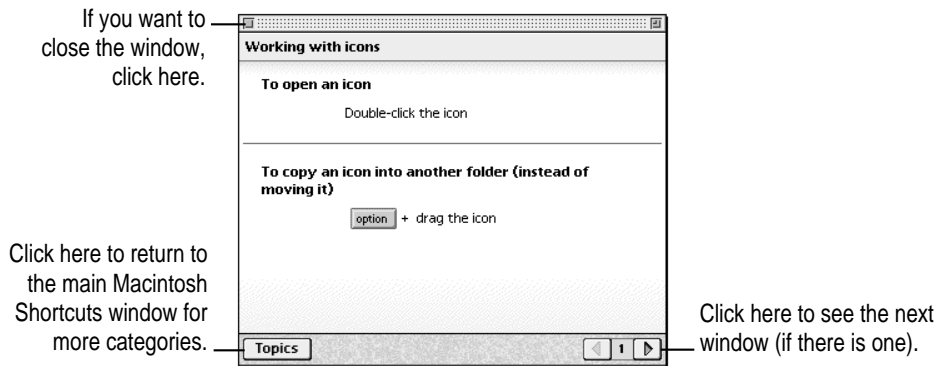 If you want to
close the window,
click here.
Working with icons
To open an icon
Double-click the icon
To copy an icon into another folder (instead of
moving it)
option + drag the icon
Click here to return to
the main Macintosh
Shortcuts window for
more categories.
Topics
1
Click here to see the next
window (if there is one).